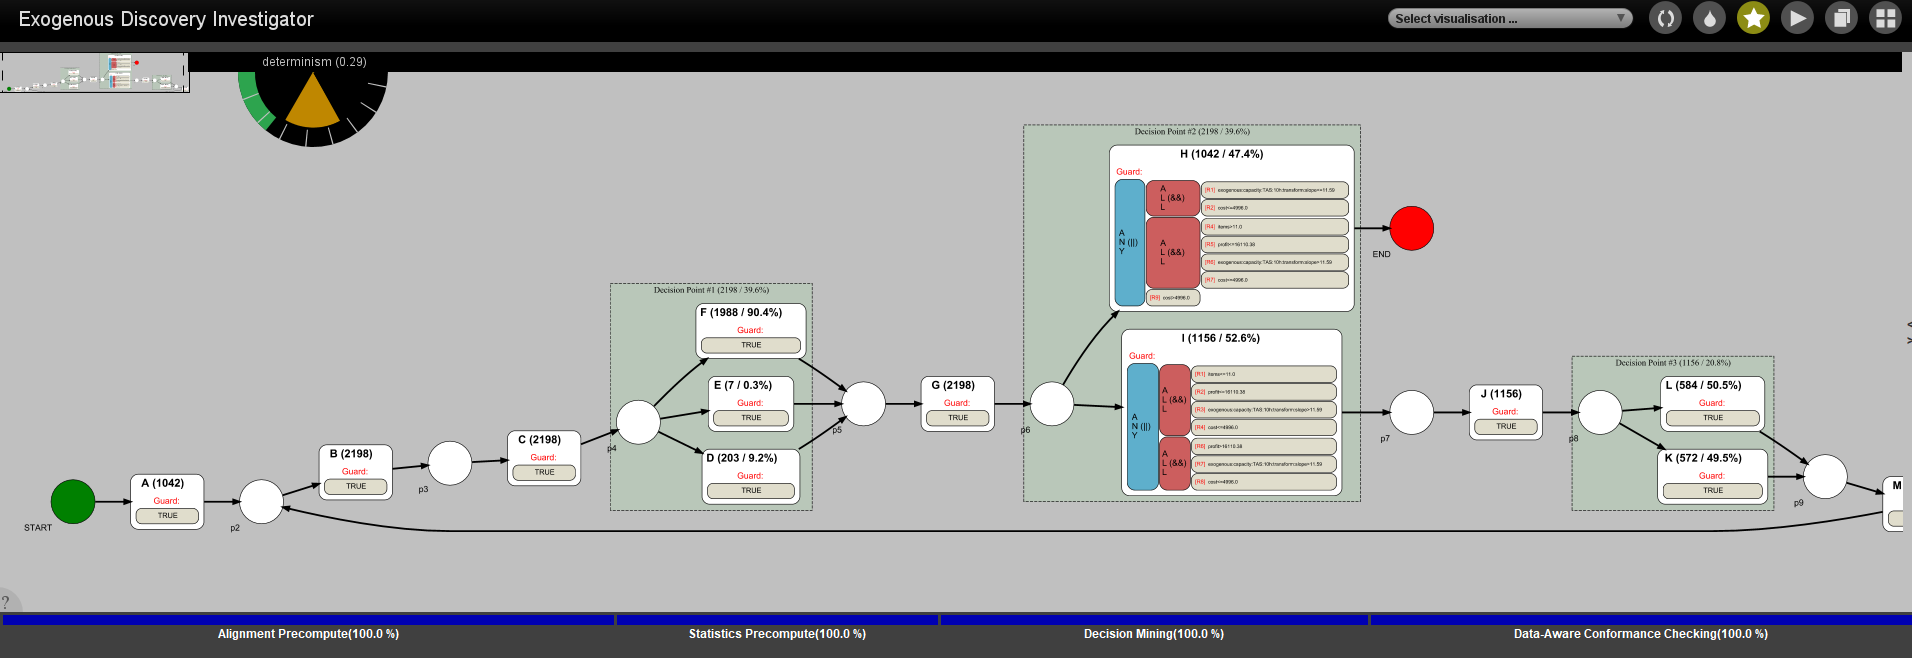 Exogenous Discovery Investigator
Select visualisation ...
determinism (0.29)
Decision Point #2 (2198 / 39.6%)
H (1042 / 47.4%)
Guard:
A
N (||)
Y
A
L (&&)
L
[R1] exogenous:capacity:TAS:10h:transform:slope<=11.59
[R2] cost<=4996.0
A
L (&&)
L
[R4] items>11.0
[R5] profit<=16110.38
[R6] exogenous:capacity:TAS:10h:transform:slope>11.59
[R7] cost<=4996.0
[R9] cost>4996.0
END
Decision Point #1 (2198 / 39.6%)
F (1988 / 90.4%)
Guard:
TRUE
E (7 / 0.3%)
Guard:
TRUE
D (203 / 9.2%)
Guard:
TRUE
I (1156 / 52.6%)
Guard:
A
N (||)
Y
A
L (&&)
L
[R1] items<=11.0
[R2] profit<=16110.38
[R3] exogenous:capacity:TAS:10h:transform:slope>11.59
[R4] cost<=4996.0
A
L (&&)
L
[R6] profit>16110.38
[R7] exogenous:capacity:TAS:10h:transform:slope>11.59
[R8] cost<=4996.0
Decision Point #3 (1156 / 20.8%)
L (584 / 50.5%)
Guard:
TRUE
K (572 / 49.5%)
Guard:
TRUE
START
A (1042)
Guard:
TRUE
p2
B (2198)
Guard:
TRUE
p3
C (2198)
Guard:
TRUE
p4
p5
G (2198)
Guard:
TRUE
p6
p7
J (1156)
Guard:
TRUE
p8
p9
M
<
>
?
Alignment Precompute(100.0 %)
Statistics Precompute(100.0 %)
Decision Mining(100.0 %)
Data-Aware Conformance Checking(100.0 %)